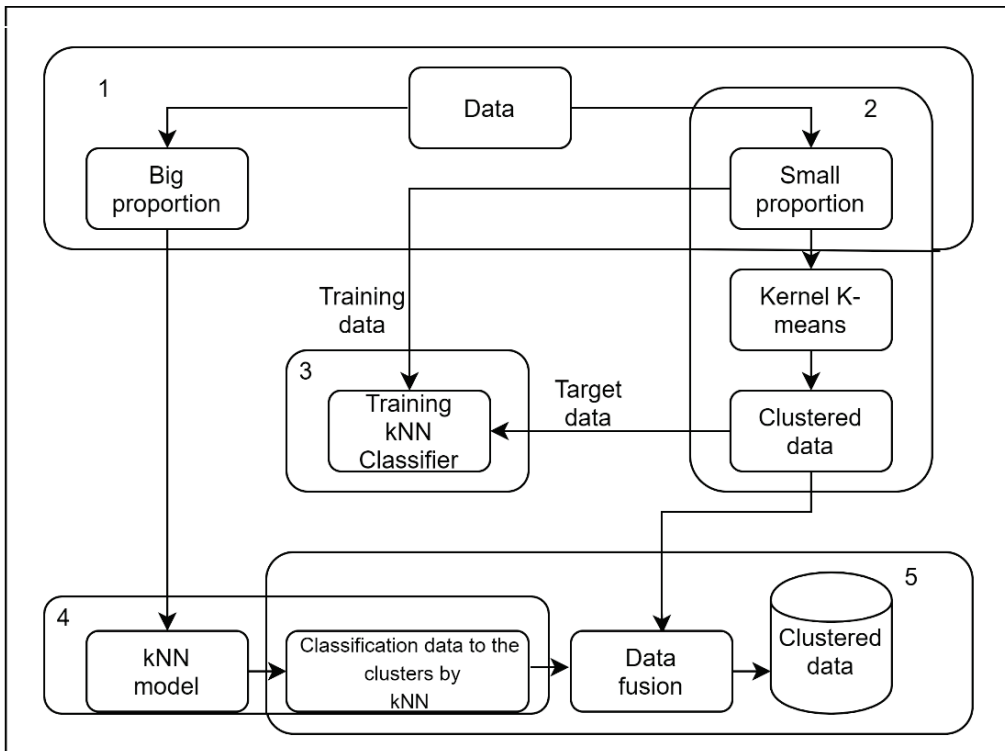 1
Data
2
Big
proportion
Small
proportion
Training
data
Kernel K-
means
3
Training
kNN
Classifier
Target
data
Clustered
data
4
kNN
model
Classification data to the
clusters by
kNN
Data
fusion
5
Clustered
data